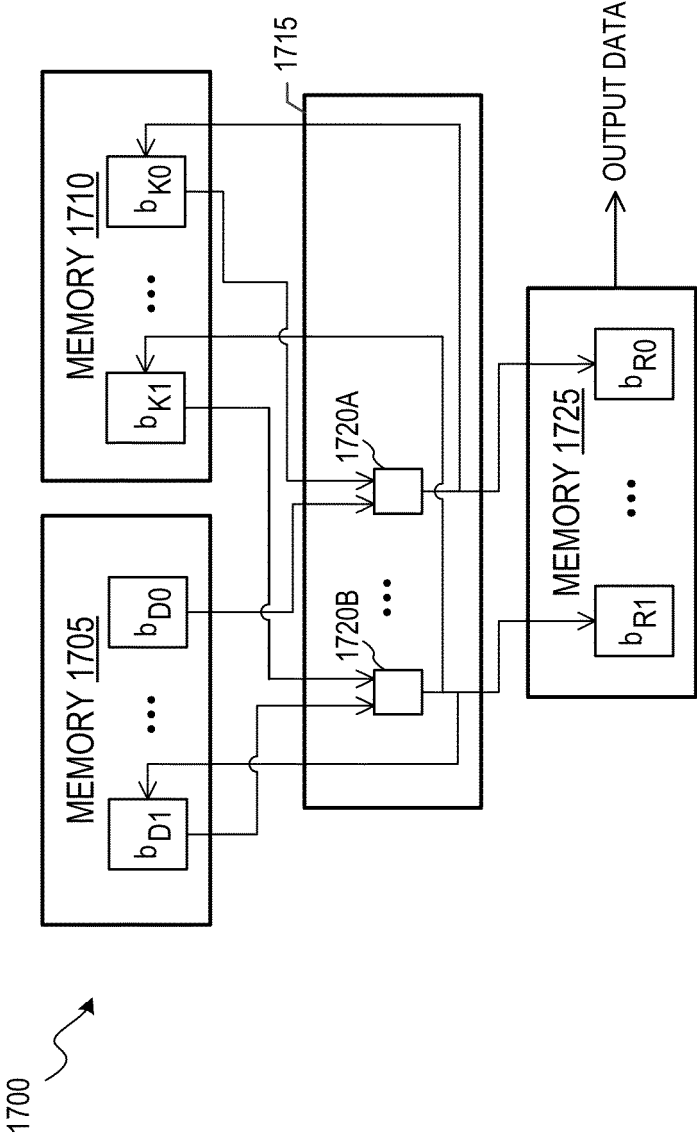 1700
MEMORY 1705
b_D1
•••
b_D0
MEMORY 1710
b_K1
•••
b_K0
1715
1720B
•••
1720A
MEMORY 1725
b_R1
•••
b_R0
OUTPUT DATA